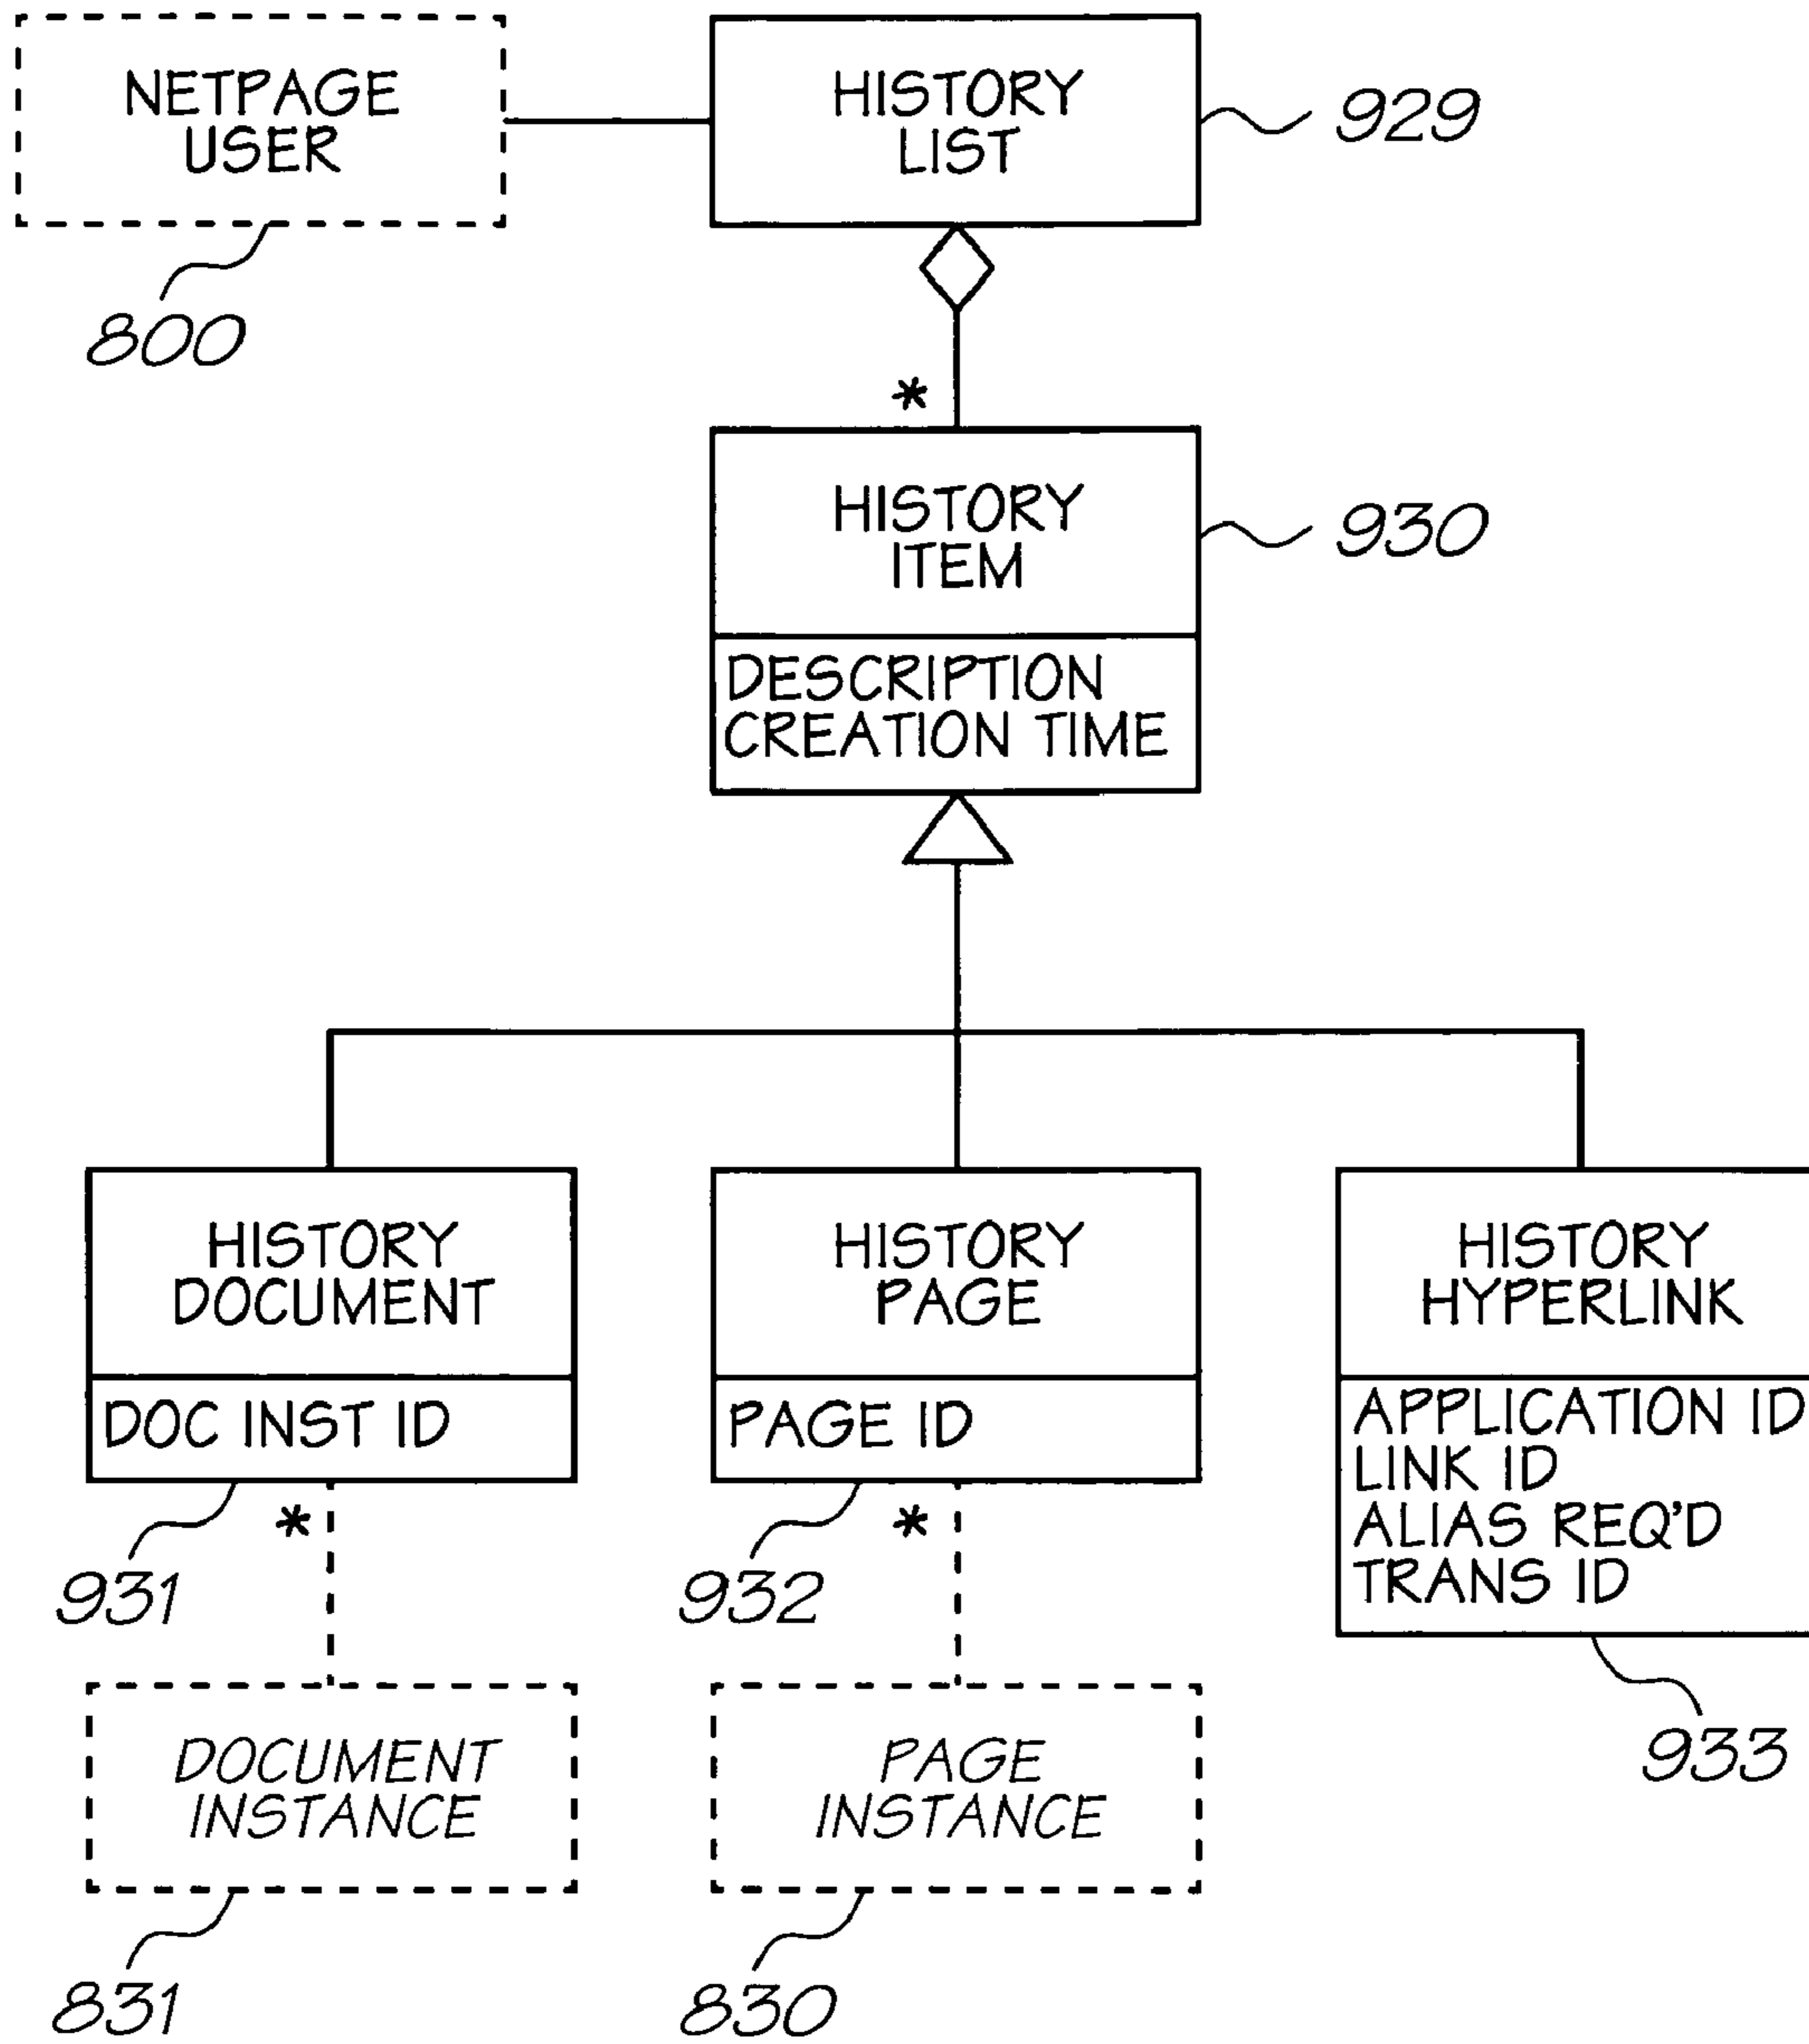 NETPAGE
USER
HISTORY
LIST
929
800
*
HISTORY
ITEM
930
DESCRIPTION
CREATION TIME
HISTORY
DOCUMENT
DOC INST ID
HISTORY
PAGE
PAGE ID
HISTORY
HYPERLINK
APPLICATION ID
LINK ID
ALIAS REQ'D
TRANS ID
*
*
931
932
933
DOCUMENT
INSTANCE
PAGE
INSTANCE
831
830